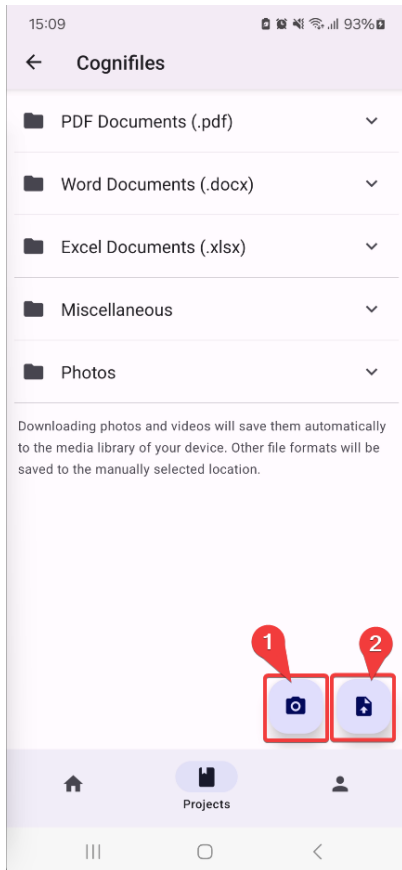 15:09
93%
Cognifiles
PDF Documents (.pdf)
Word Documents (.docx)
Excel Documents (.xlsx)
Miscellaneous
Photos
Downloading photos and videos will save them automatically
to the media library of your device. Other file formats will be
saved to the manually selected location.
1
2
Projects